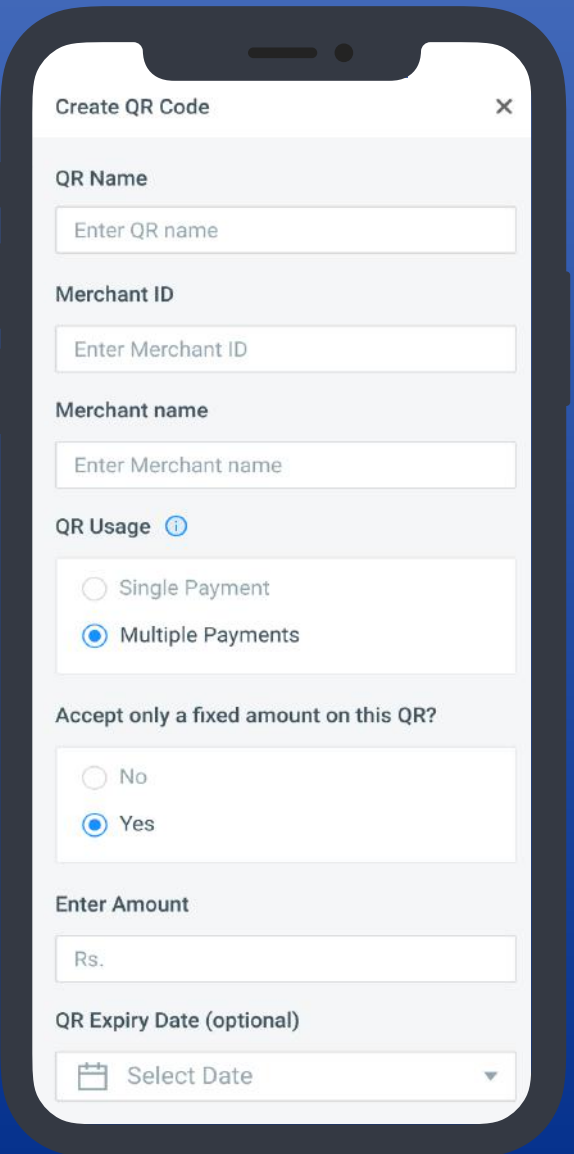 Create QR Code
QR Name
Enter QR name
Merchant ID
Enter Merchant ID
Merchant name
Enter Merchant name
QR Usage
Single Payment
Multiple Payments
Accept only a fixed amount on this QR?
No
Yes
Enter Amount
Rs.
QR Expiry Date (optional)
Select Date